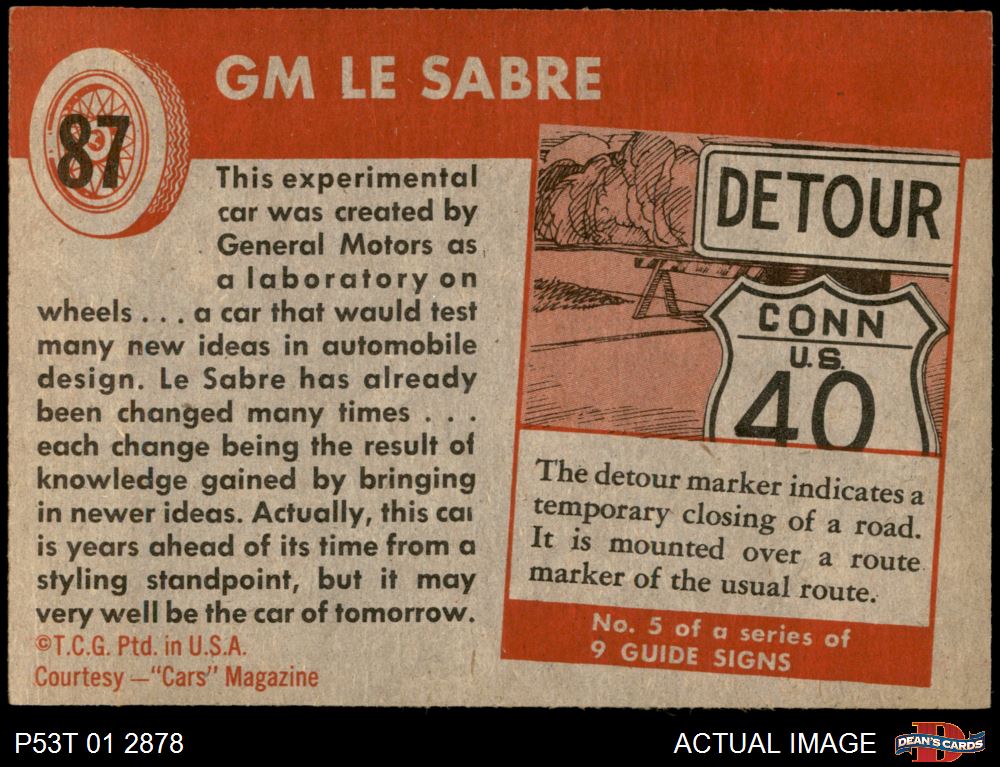 87
GM LE SABRE
This experimental
car was created by
General Motors as
a laboratory on
wheels . . . a car that wauld test
many new ideas in automobile
design. Le Sabre has already
been changed many times . . .
each change being the result of
knowledge gained by bringing
in newer ideas. Actually, this car
is years ahead of its time from a
styling standpoint, but it may
very well be the car of tomorrow.
©T.C.G. Ptd. in U.S.A.
Courtesy —"Cars" Magazine
DETOUR
CONN
U.S.
40
The detour marker indicates a
temporary closing of a road.
It is mounted over a route
marker of the usual route.
No. 5 of a series of
9 GUIDE SIGNS
P53T 01 2878
ACTUAL IMAGE
D
DEAN'S CARDS